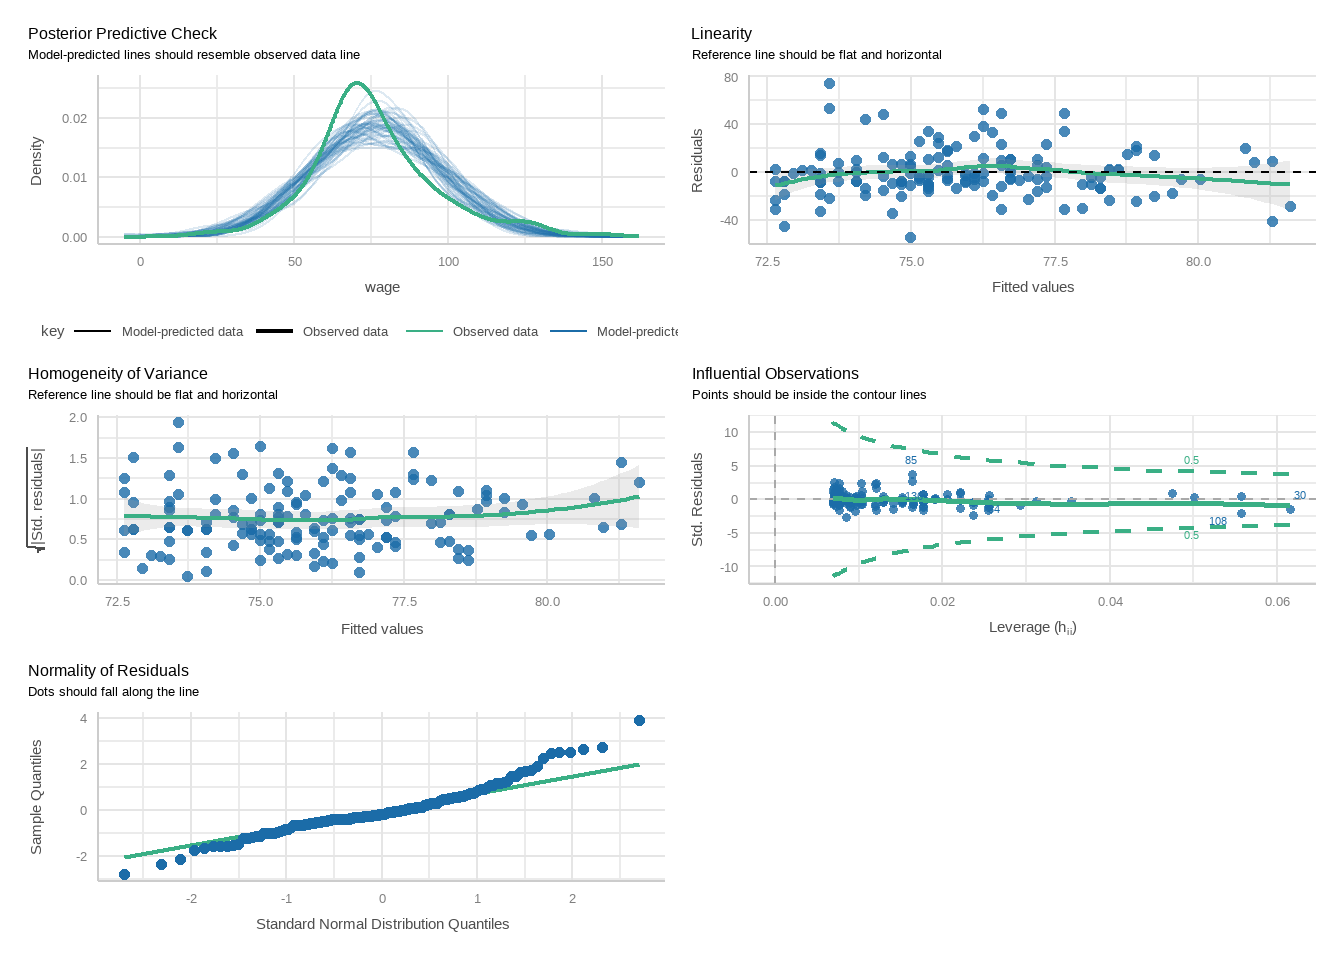 Posterior Predictive Check
Model-predicted lines should resemble observed data line
Density
0.02
0.01
0.00
0
50
100
150
wage
key
Model-predicted data
Observed data
Observed data
Model-predicte
Linearity
Reference line should be flat and horizontal
Residuals
80
40
0
-40
72.5
75.0
77.5
80.0
Fitted values
Homogeneity of Variance
Reference line should be flat and horizontal
√|Std. residuals|
2.0
1.5
1.0
0.5
0.0
72.5
75.0
77.5
80.0
Fitted values
Influential Observations
Points should be inside the contour lines
Std. Residuals
10
5
0
-5
-10
85
0.5
30
108
0.5
0.00
0.02
0.04
0.06
Leverage (hii)
Normality of Residuals
Dots should fall along the line
Sample Quantiles
4
2
0
-2
-2
-1
0
1
2
Standard Normal Distribution Quantiles